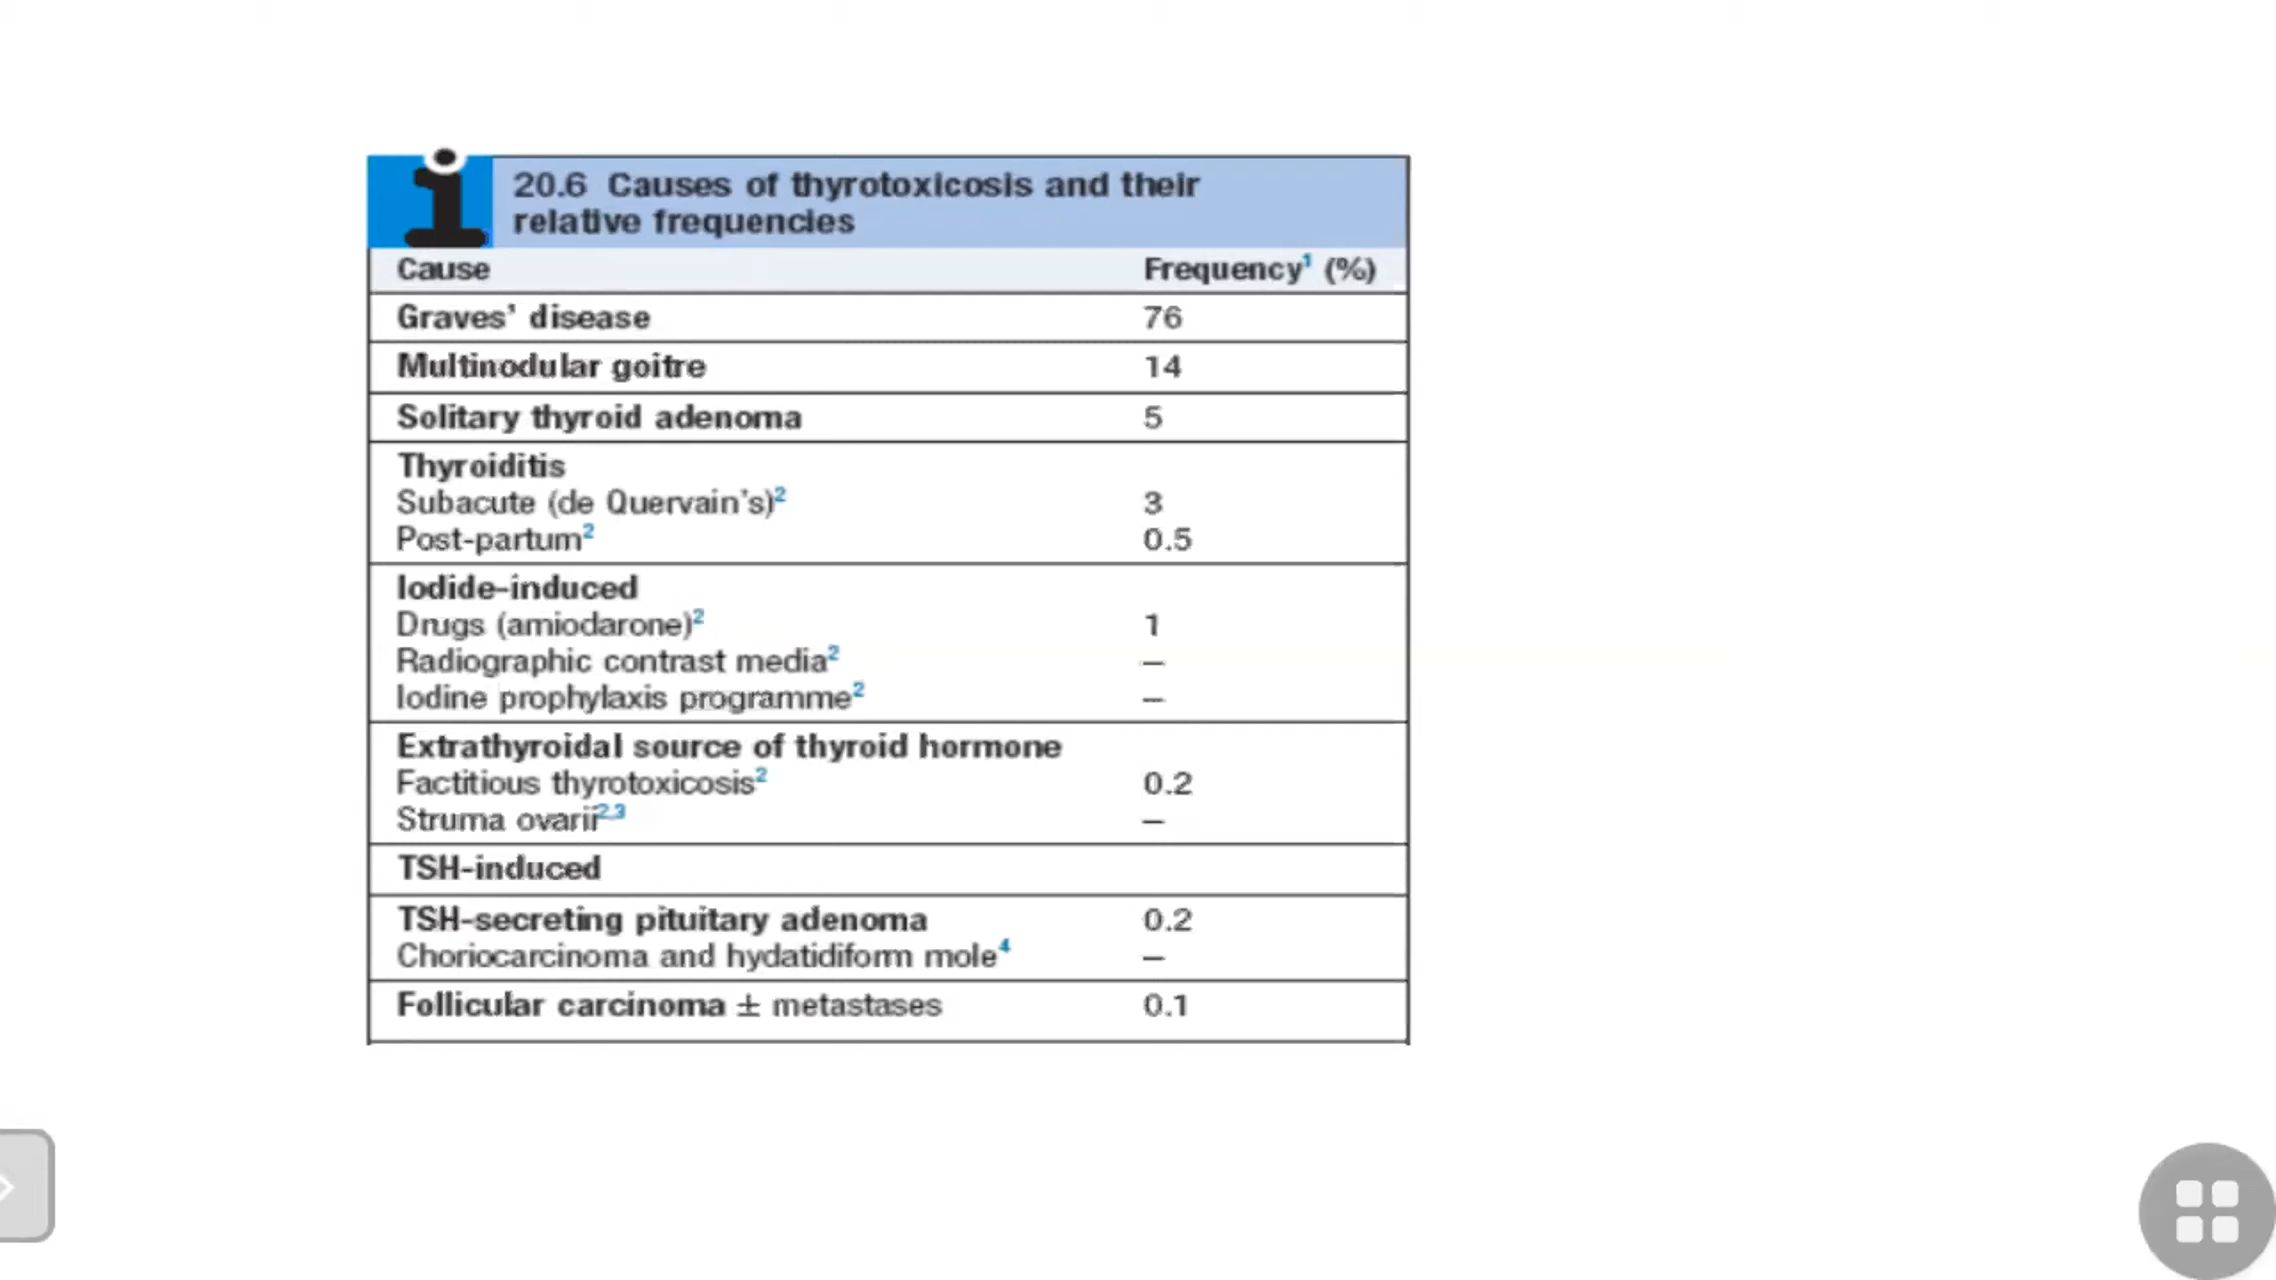 20.6 Causes of thyrotoxicosis and their
relative frequencies
Cause Frequency¹ (%)
Graves’ disease 76
Multinodular goitre 14
Solitary thyroid adenoma 5
Thyroiditis
Subacute (de Quervain’s)² 3
Post-partum² 0.5
Iodide-induced
Drugs (amiodarone)² 1
Radiographic contrast media² –
Iodine prophylaxis programme² –
Extrathyroidal source of thyroid hormone
Factitious thyrotoxicosis² 0.2
Struma ovarii²,³ –
TSH-induced
TSH-secreting pituitary adenoma 0.2
Choriocarcinoma and hydatidiform mole⁴ –
Follicular carcinoma ± metastases 0.1